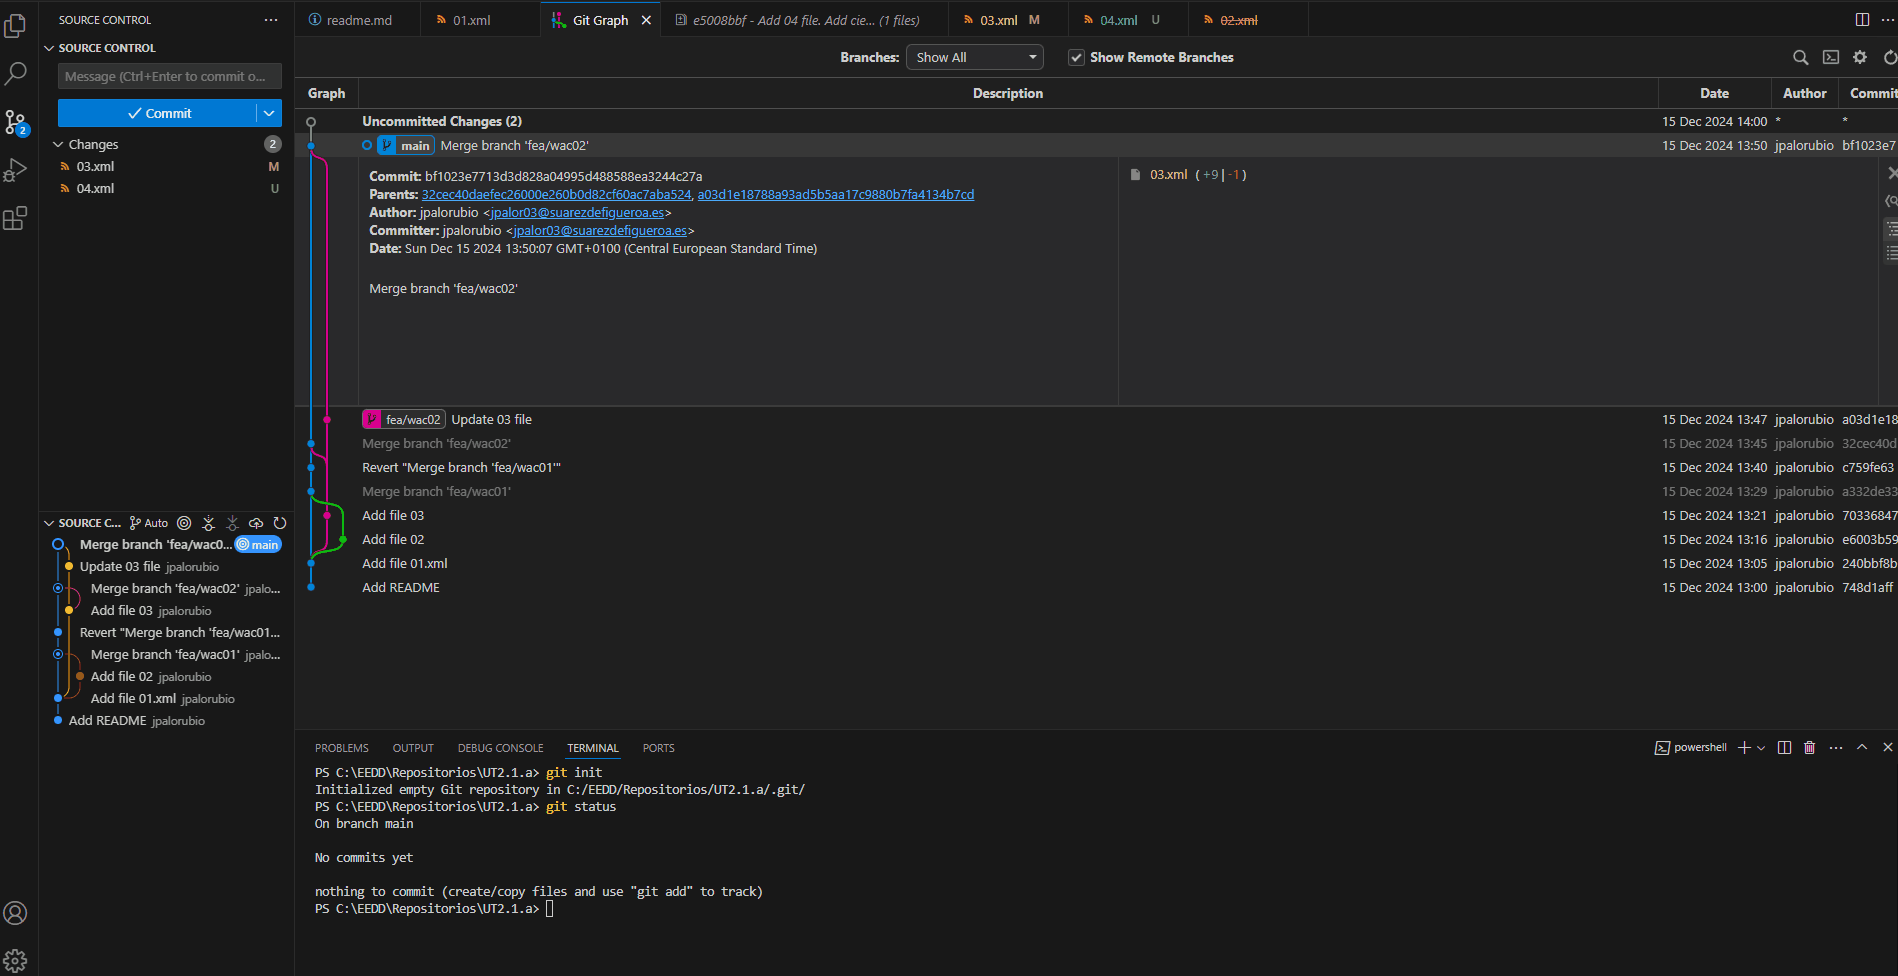 SOURCE CONTROL
readme.md
01.xml
Git Graph
e5008bbf - Add 04 file. Add cie... (1 files)
03.xml M
04.xml U
02.xml
SOURCE CONTROL
Message (Ctrl+Enter to commit o...
Commit
Changes 2
03.xml M
04.xml U
2
Branches: Show All Show Remote Branches
Graph Description Date Author Commit
Uncommitted Changes (2) 15 Dec 2024 14:00 * *
main Merge branch 'fea/wac02' 15 Dec 2024 13:50 jpalorubio bf1023e7
Commit: bf1023e7713d3d828a04995d488588ea3244c27a
Parents: 32cec40daefec26000e260b0d82cf60ac7aba524, a03d1e18788a93ad5b5aa17c9880b7fa4134b7cd
Author: jpalorubio <jpalor03@suarezdefigueroa.es>
Committer: jpalorubio <jpalor03@suarezdefigueroa.es>
Date: Sun Dec 15 2024 13:50:07 GMT+0100 (Central European Standard Time)
Merge branch 'fea/wac02'
03.xml ( +9 | -1 )
fea/wac02 Update 03 file 15 Dec 2024 13:47 jpalorubio a03d1e18
Merge branch 'fea/wac02' 15 Dec 2024 13:45 jpalorubio 32cec40d
Revert "Merge branch 'fea/wac01'" 15 Dec 2024 13:40 jpalorubio c759fe63
Merge branch 'fea/wac01' 15 Dec 2024 13:29 jpalorubio a332de33
Add file 03 15 Dec 2024 13:21 jpalorubio 70336847
Add file 02 15 Dec 2024 13:16 jpalorubio e6003b59
Add file 01.xml 15 Dec 2024 13:05 jpalorubio 240bbf8b
Add README 15 Dec 2024 13:00 jpalorubio 748d1aff
SOURCE C... Auto
Merge branch 'fea/wac0... main
Update 03 file jpalorubio
Merge branch 'fea/wac02' jpalo...
Add file 03 jpalorubio
Revert "Merge branch 'fea/wac01...
Merge branch 'fea/wac01' jpalo...
Add file 02 jpalorubio
Add file 01.xml jpalorubio
Add README jpalorubio
PROBLEMS OUTPUT DEBUG CONSOLE TERMINAL PORTS
powershell
PS C:\EEDD\Repositorios\UT2.1.a> git init
Initialized empty Git repository in C:/EEDD/Repositorios/UT2.1.a/.git/
PS C:\EEDD\Repositorios\UT2.1.a> git status
On branch main
No commits yet
nothing to commit (create/copy files and use "git add" to track)
PS C:\EEDD\Repositorios\UT2.1.a>